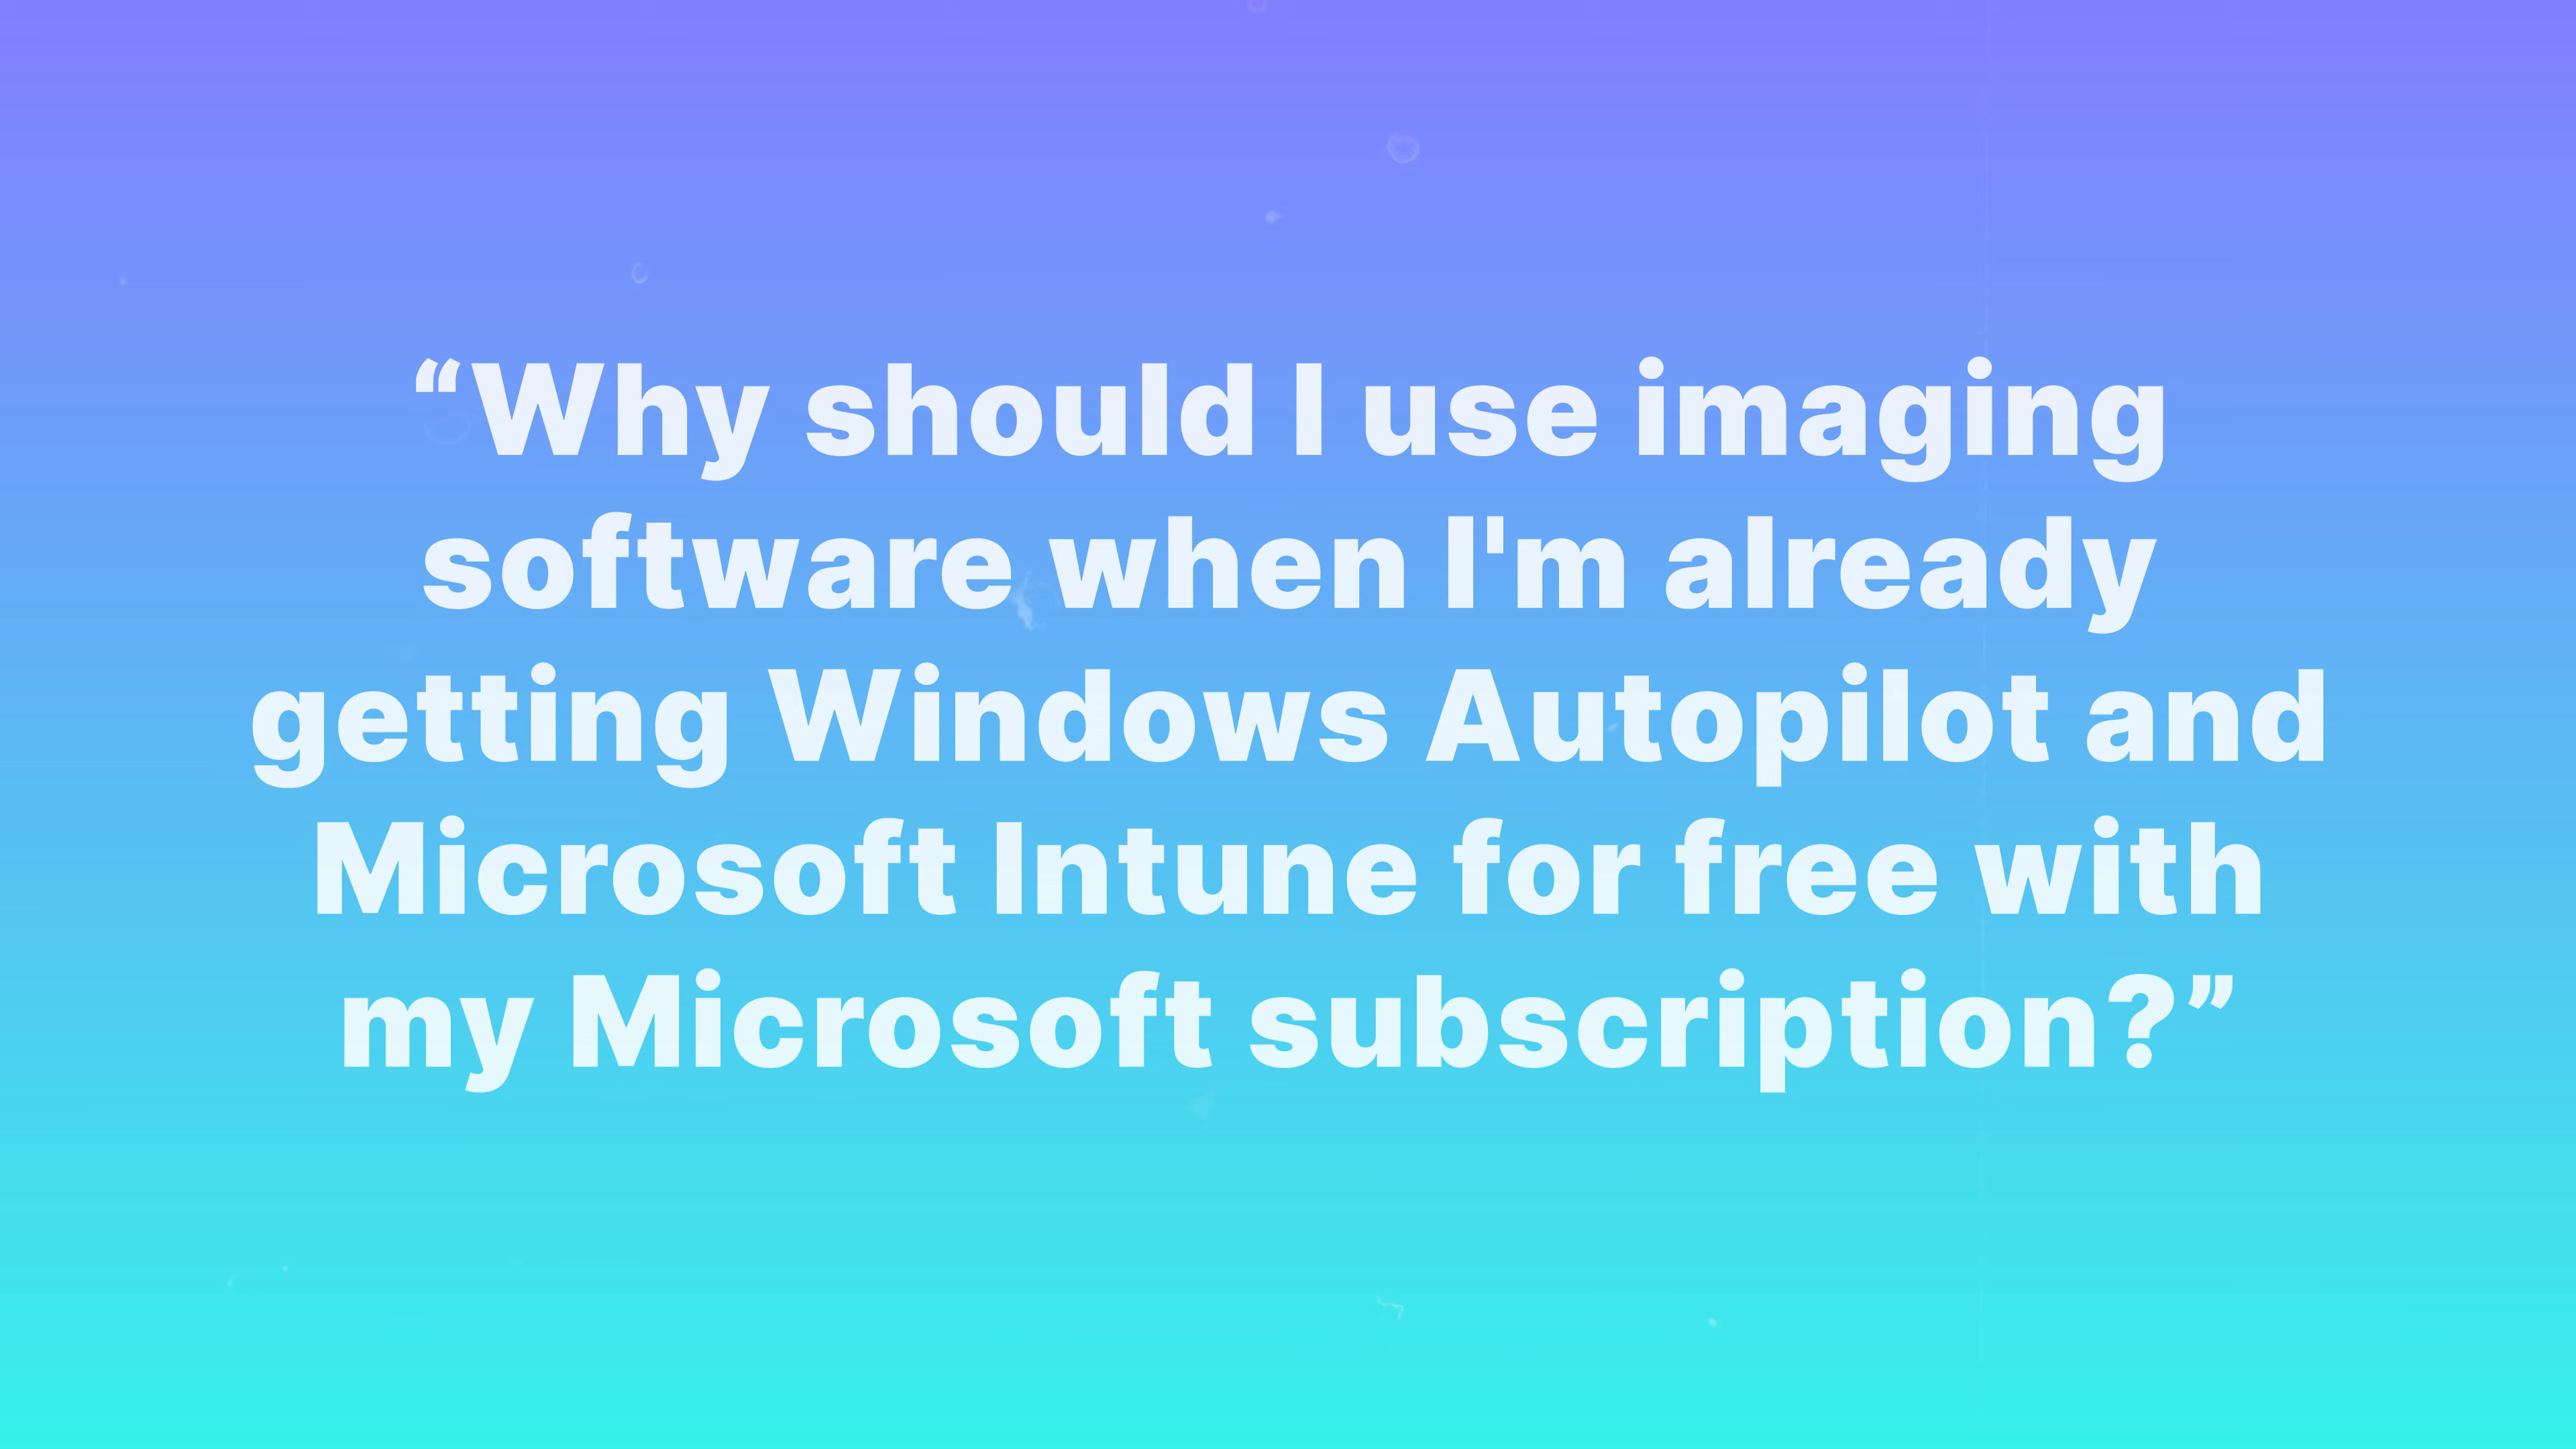 “Why should I use imaging
software when I'm already
getting Windows Autopilot and
Microsoft Intune for free with
my Microsoft subscription?”